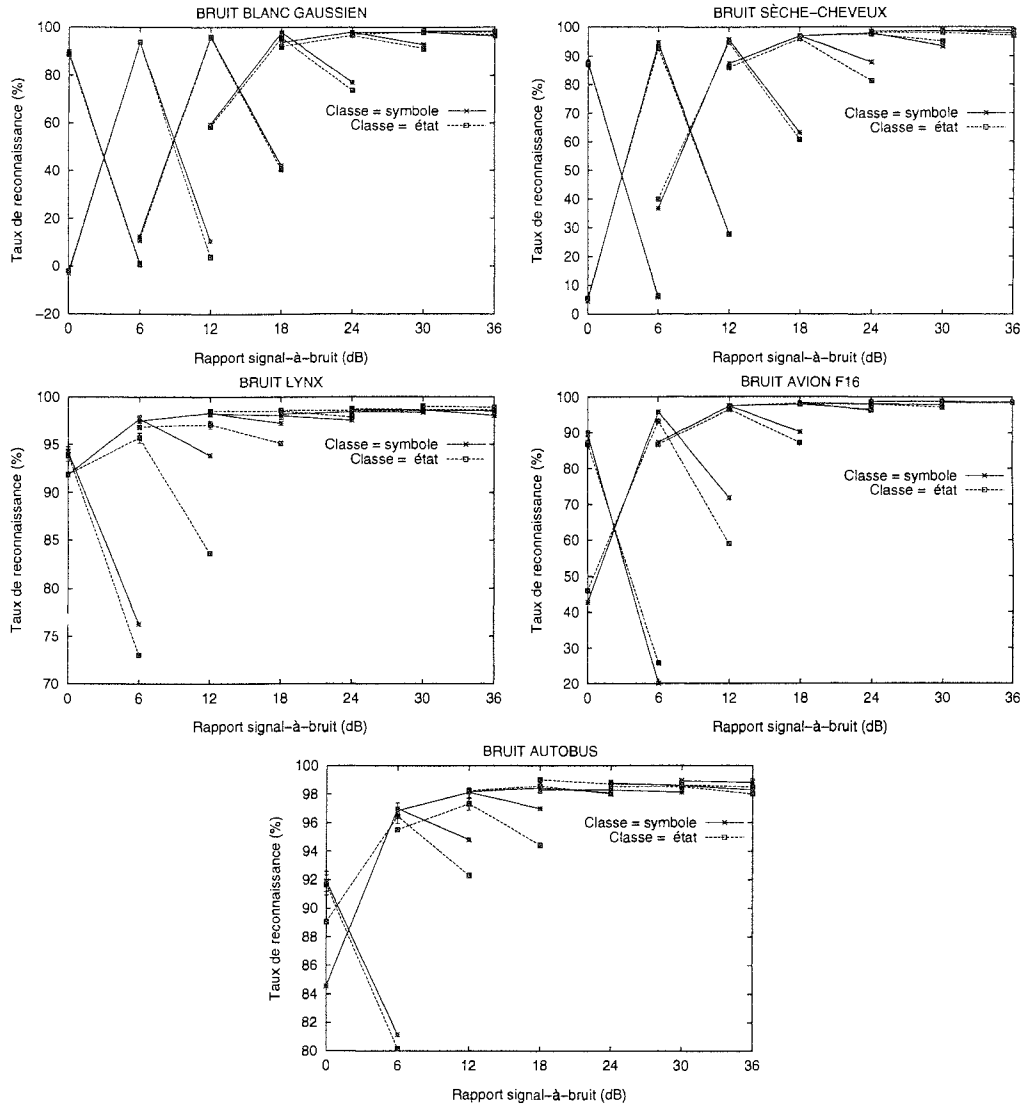 BRUIT BLANC GAUSSIEN
Taux de reconnaissance (%)
100
80
60
40
20
0
−20
Classe = symbole
Classe = état
0 6 12 18 24 30 36
Rapport signal−à−bruit (dB)
BRUIT SÈCHE−CHEVEUX
Taux de reconnaissance (%)
100
90
80
70
60
50
40
30
20
10
0
Classe = symbole
Classe = état
0 6 12 18 24 30 36
Rapport signal−à−bruit (dB)
BRUIT LYNX
Taux de reconnaissance (%)
100
95
90
85
80
75
70
Classe = symbole
Classe = état
0 6 12 18 24 30 36
Rapport signal−à−bruit (dB)
BRUIT AVION F16
Taux de reconnaissance (%)
100
90
80
70
60
50
40
30
20
Classe = symbole
Classe = état
0 6 12 18 24 30 36
Rapport signal−à−bruit (dB)
BRUIT AUTOBUS
Taux de reconnaissance (%)
100
98
96
94
92
90
88
86
84
82
80
Classe = symbole
Classe = état
0 6 12 18 24 30 36
Rapport signal−à−bruit (dB)